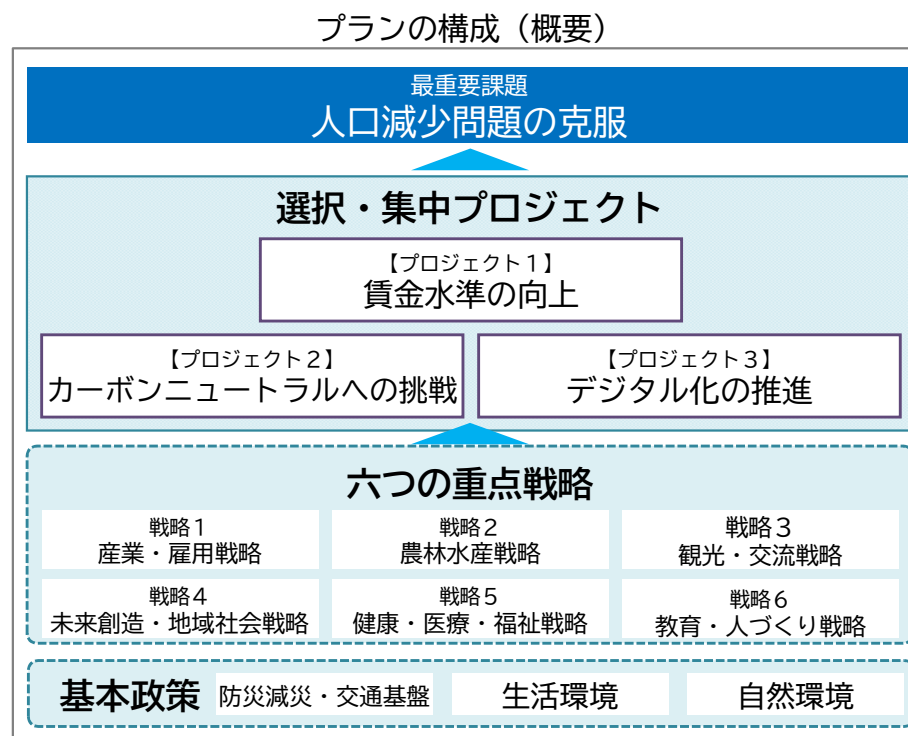 プランの構成（概要）
最重要課題
人口減少問題の克服
選択・集中プロジェクト
【プロジェクト１】
賃金水準の向上
【プロジェクト２】
カーボンニュートラルへの挑戦
【プロジェクト３】
デジタル化の推進
六つの重点戦略
戦略１
産業・雇用戦略
戦略２
農林水産戦略
戦略３
観光・交流戦略
戦略４
未来創造・地域社会戦略
戦略５
健康・医療・福祉戦略
戦略６
教育・人づくり戦略
基本政策
防災減災・交通基盤
生活環境
自然環境